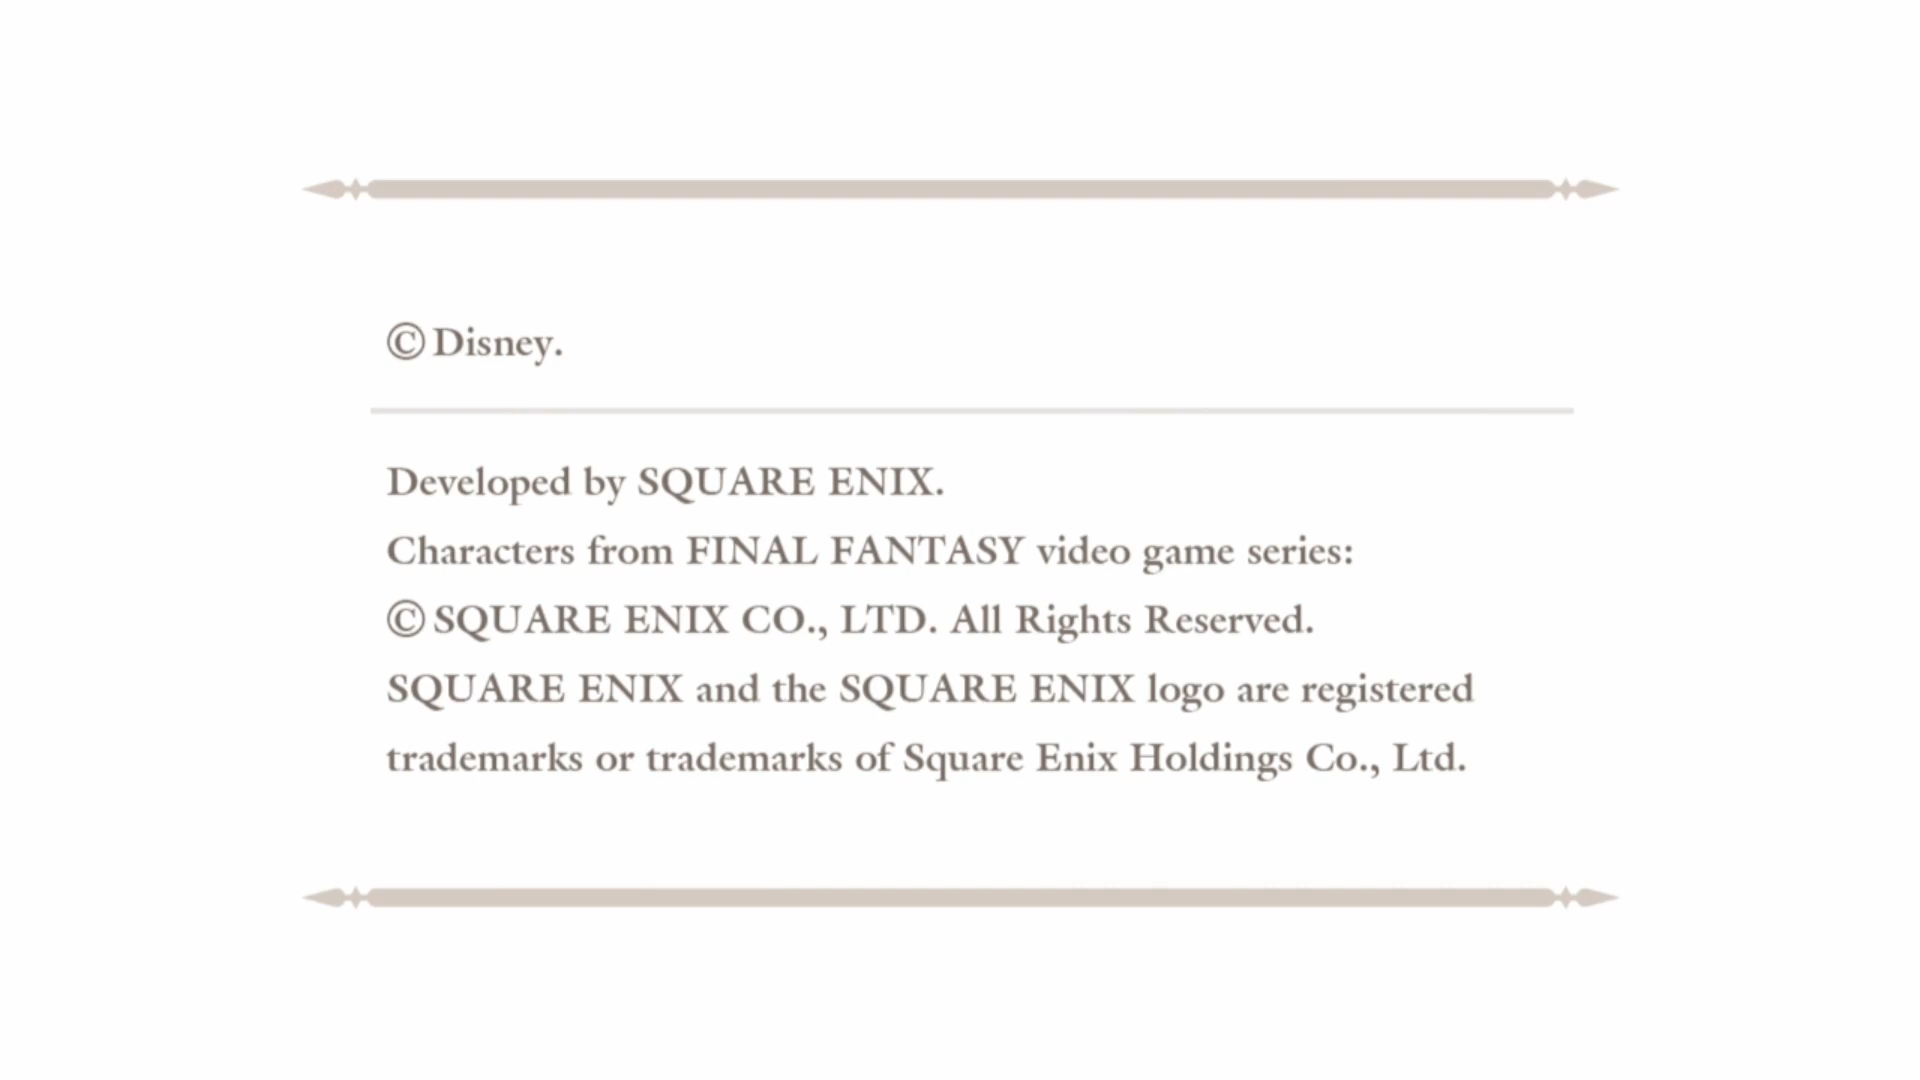 © Disney.
Developed by SQUARE ENIX.
Characters from FINAL FANTASY video game series:
© SQUARE ENIX CO., LTD. All Rights Reserved.
SQUARE ENIX and the SQUARE ENIX logo are registered
trademarks or trademarks of Square Enix Holdings Co., Ltd.